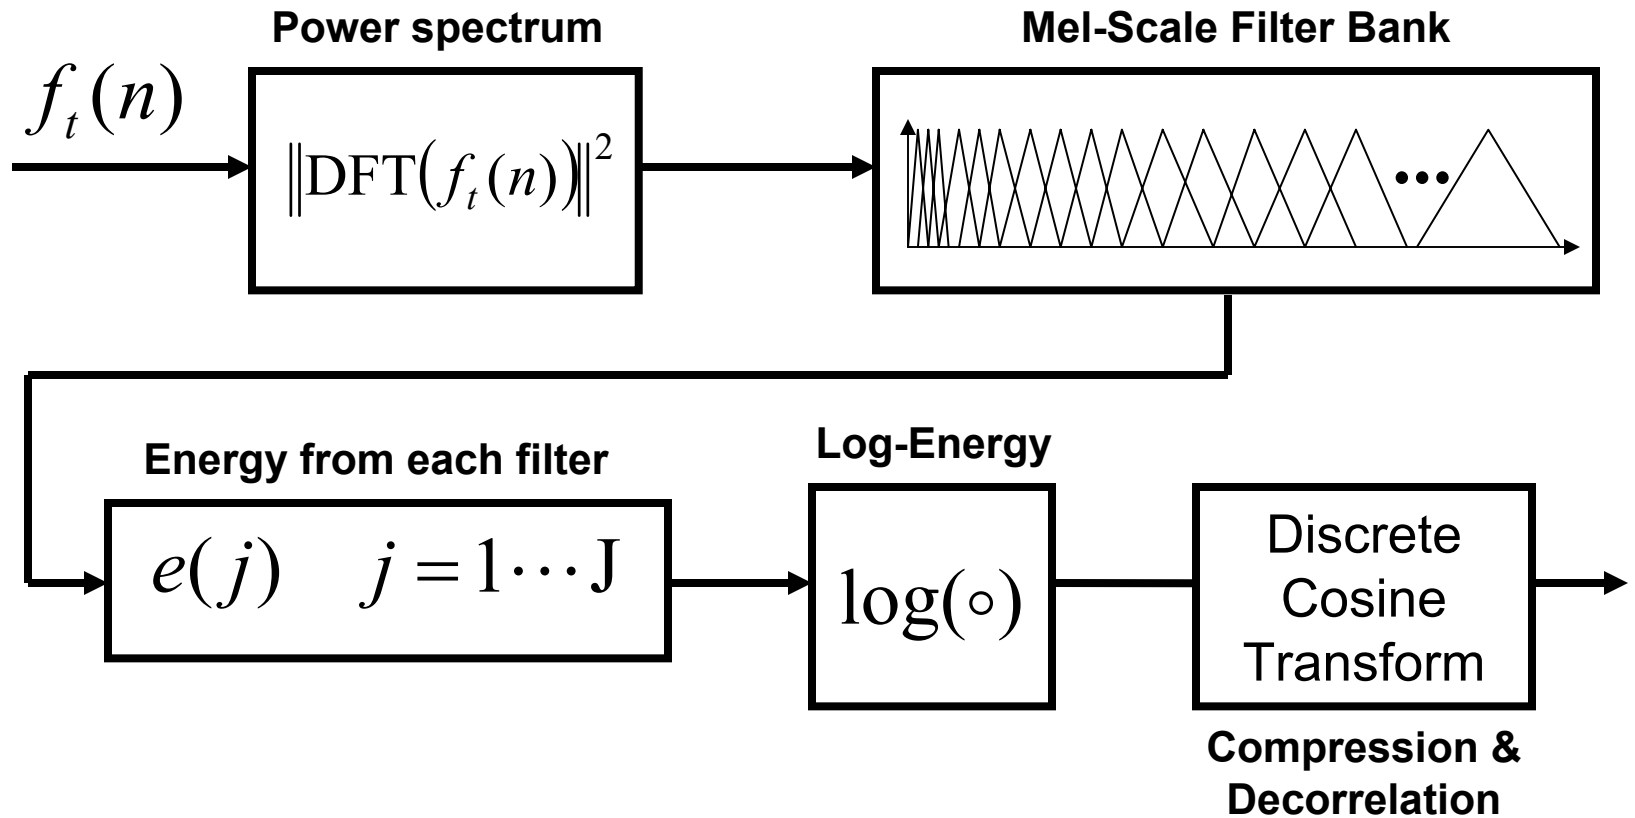 Power spectrum
Mel-Scale Filter Bank
f_t(n)
‖DFT(f_t(n))‖²
•••
Energy from each filter
Log-Energy
e(j) j = 1⋯J
log(∘)
Discrete
Cosine
Transform
Compression &
Decorrelation